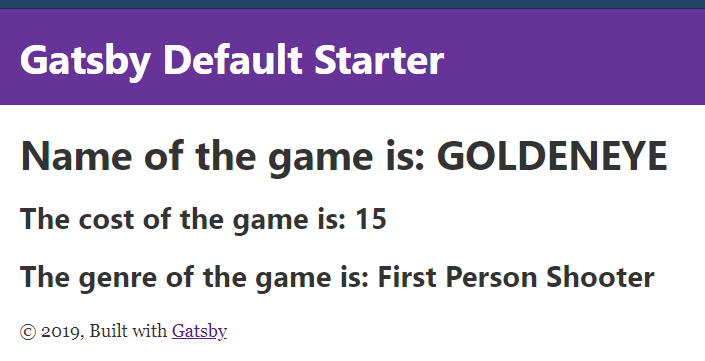 Gatsby Default Starter
Name of the game is: GOLDENEYE
The cost of the game is: 15
The genre of the game is: First Person Shooter
© 2019, Built with Gatsby